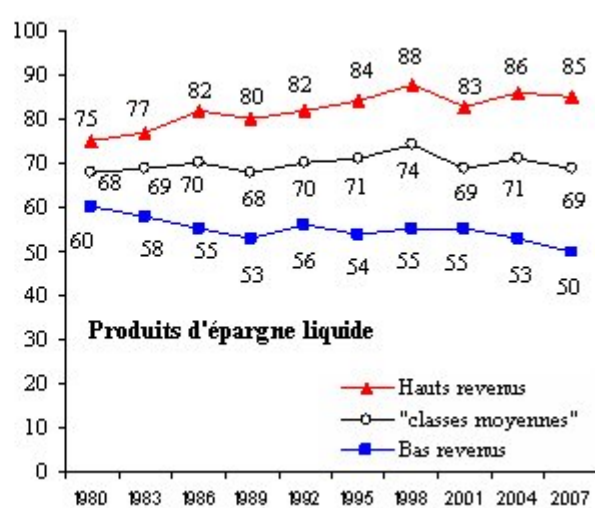 100
90
80
70
60
50
40
30
20
10
0
75 77 82 80 82 84 88 83 86 85
68 69 70 68 70 71 74 69 71 69
60 58 55 53 56 54 55 55 53 50
Produits d'épargne liquide
Hauts revenus
"classes moyennes"
Bas revenus
1980 1983 1986 1989 1992 1995 1998 2001 2004 2007